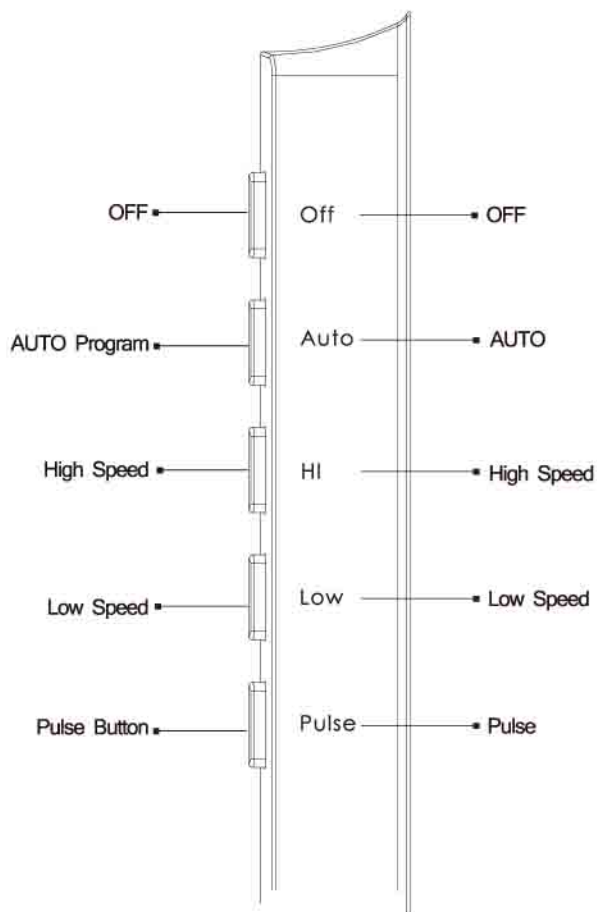 OFF Off OFF
AUTO Program Auto AUTO
High Speed HI High Speed
Low Speed Low Low Speed
Pulse Button Pulse Pulse